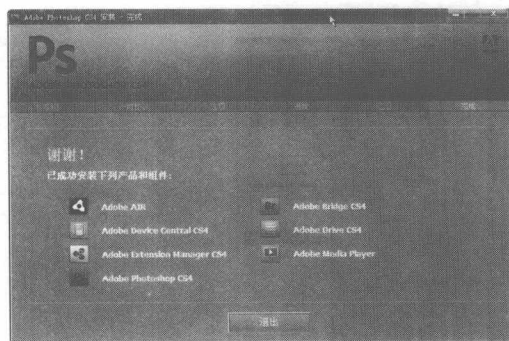 Adobe Photoshop CS4 安装 - 完成
Ps
谢谢！
已成功安装下列产品和组件：
Adobe AIR
Adobe Bridge CS4
Adobe Device Central CS4
Adobe Drive CS4
Adobe Extension Manager CS4
Adobe Media Player
Adobe Photoshop CS4
退出